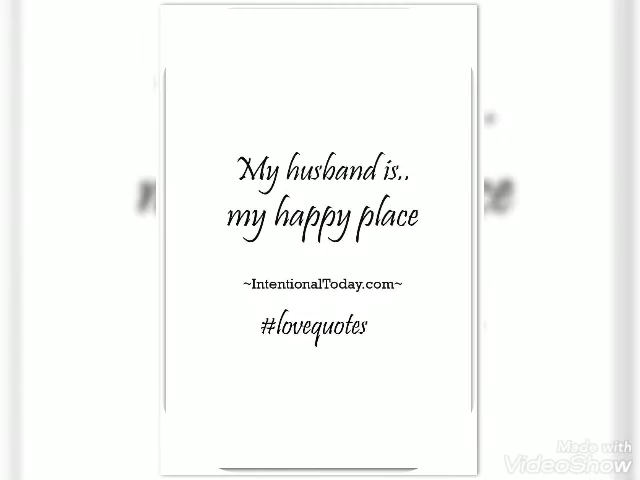 My husband is..
my happy place
~IntentionalToday.com~
#lovequotes
Made with
VideoShow